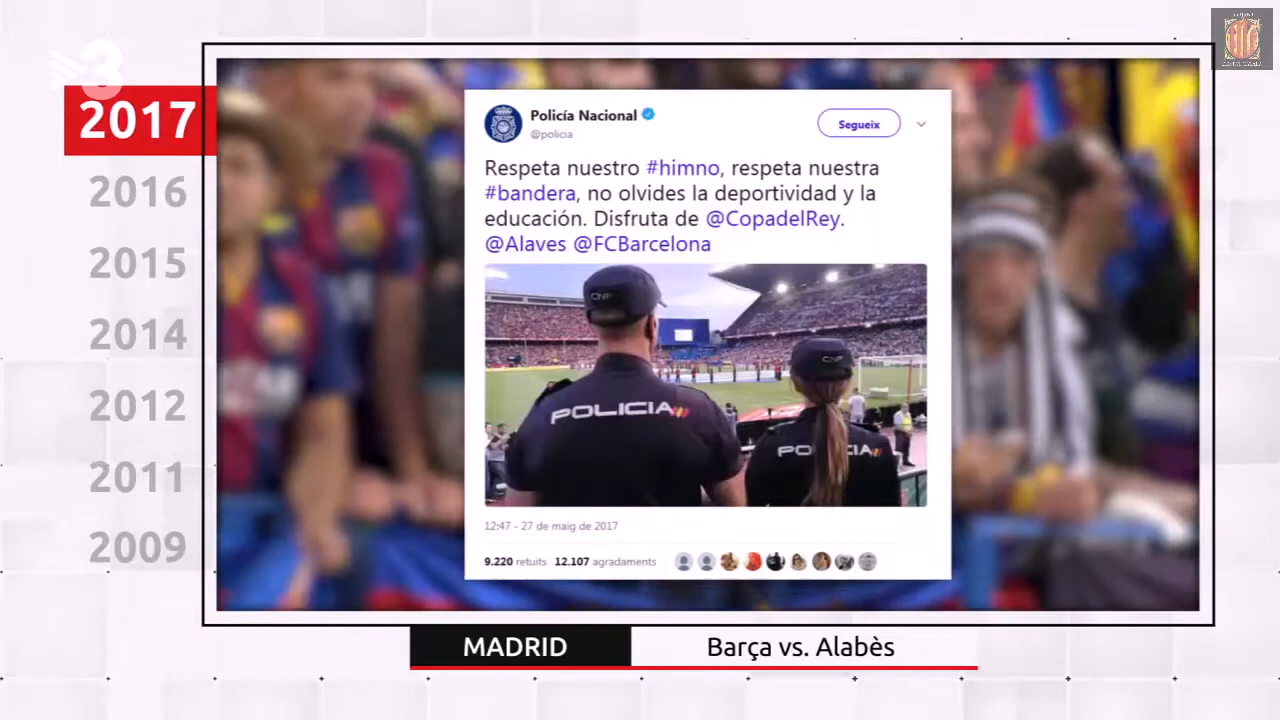 3
2017
2016
2015
2014
2012
2011
2009
Policía Nacional
@policia
Segueix
Respeta nuestro #himno, respeta nuestra
#bandera, no olvides la deportividad y la
educación. Disfruta de @CopadelRey.
@Alaves @FCBarcelona
CNP
CNP
POLICIA
POLICIA
12:47 - 27 de maig de 2017
9.220 retuits 12.107 agradaments
MADRID
Barça vs. Alabès